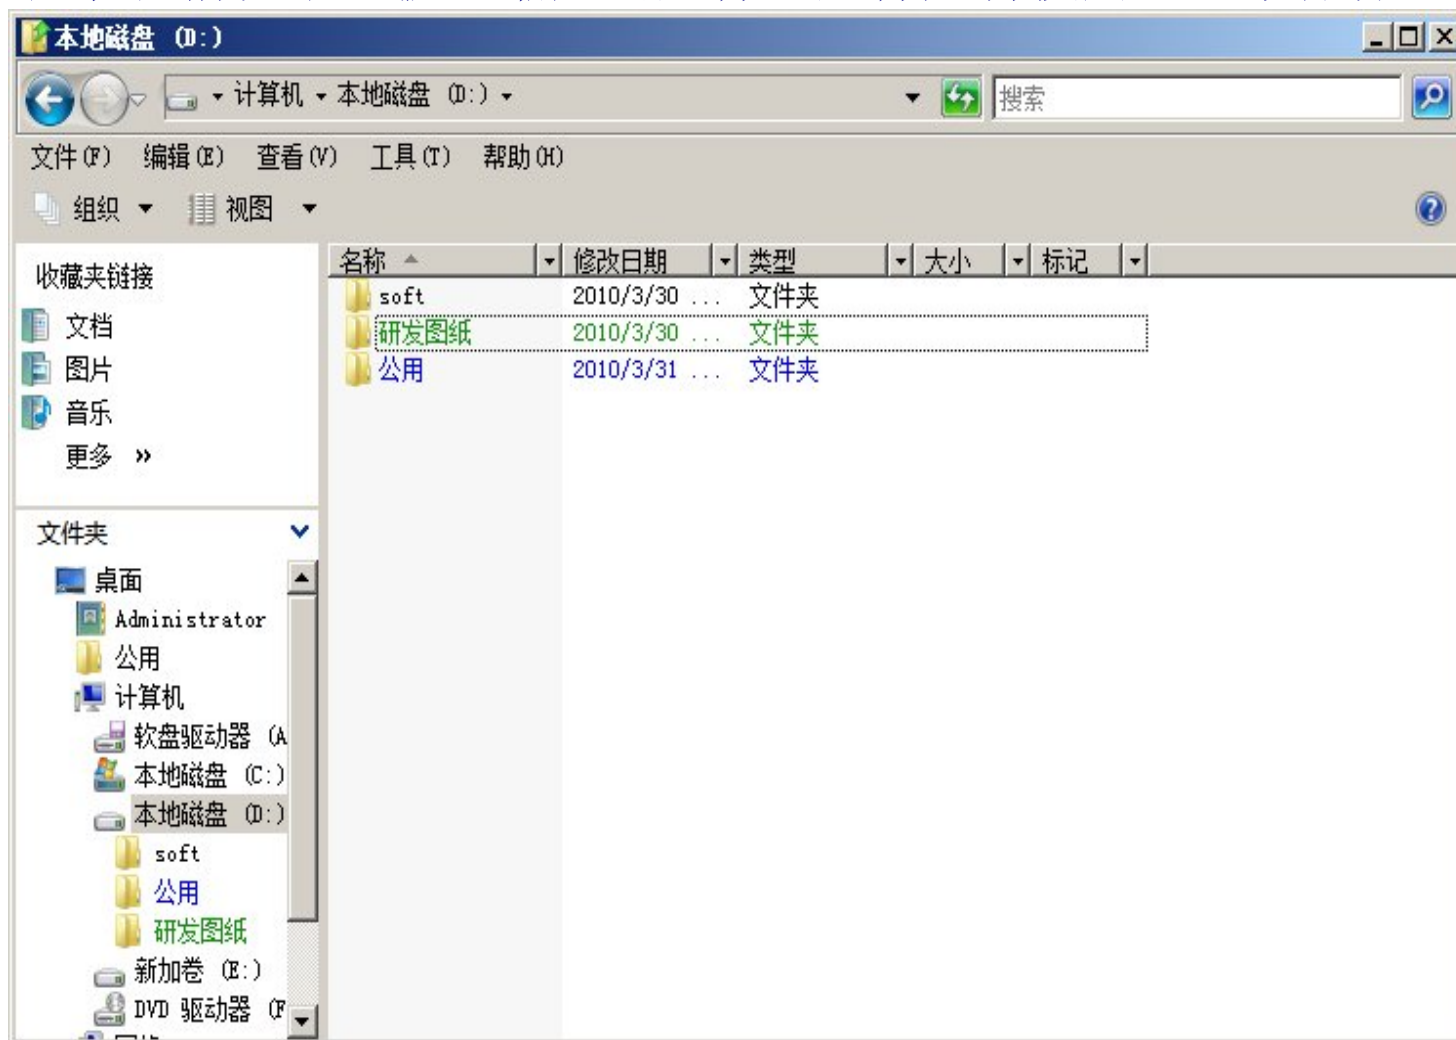 本地磁盘 (D:)
计算机 本地磁盘 (D:) 搜索
文件(F) 编辑(E) 查看(V) 工具(T) 帮助(H)
组织 视图
收藏夹链接
文档
图片
音乐
更多 »
文件夹
桌面
Administrator
公用
计算机
软盘驱动器 (A
本地磁盘 (C:)
本地磁盘 (D:)
soft
公用
研发图纸
新加卷 (E:)
DVD 驱动器 (F
名称 修改日期 类型 大小 标记
soft 2010/3/30 ... 文件夹
研发图纸 2010/3/30 ... 文件夹
公用 2010/3/31 ... 文件夹